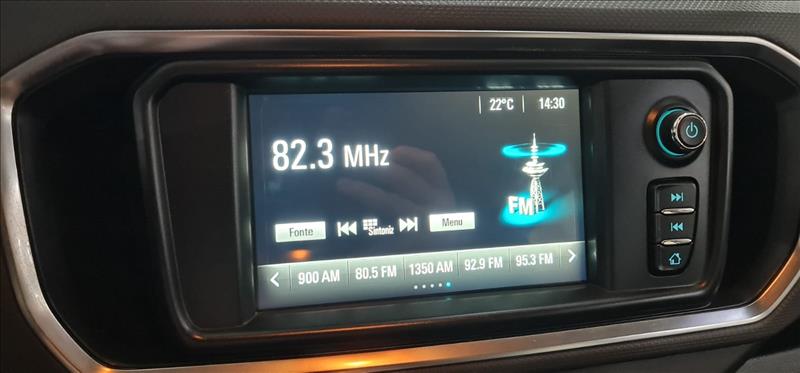 22°C 14:30
82.3 MHz
FM
Fonte Sintoniz Menu
900 AM 80.5 FM 1350 AM 92.9 FM 95.3 FM